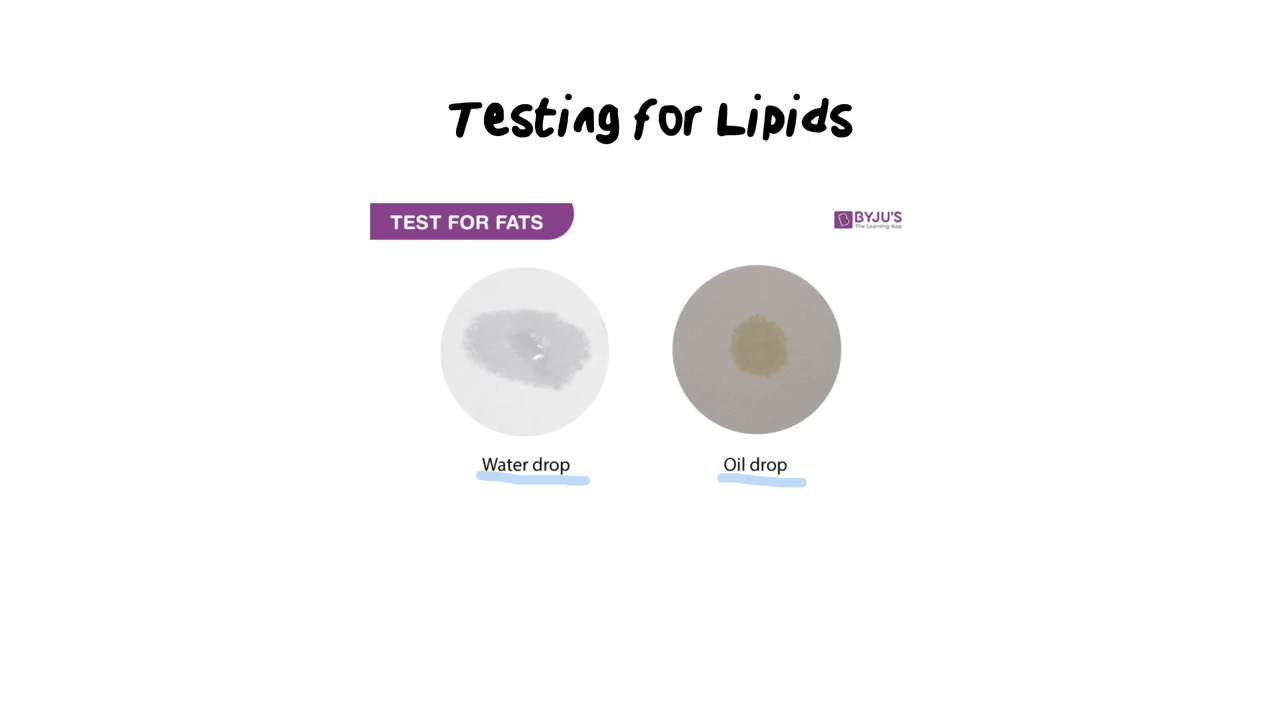 Testing for Lipids
TEST FOR FATS
BYJU'S
The Learning App
Water drop
Oil drop